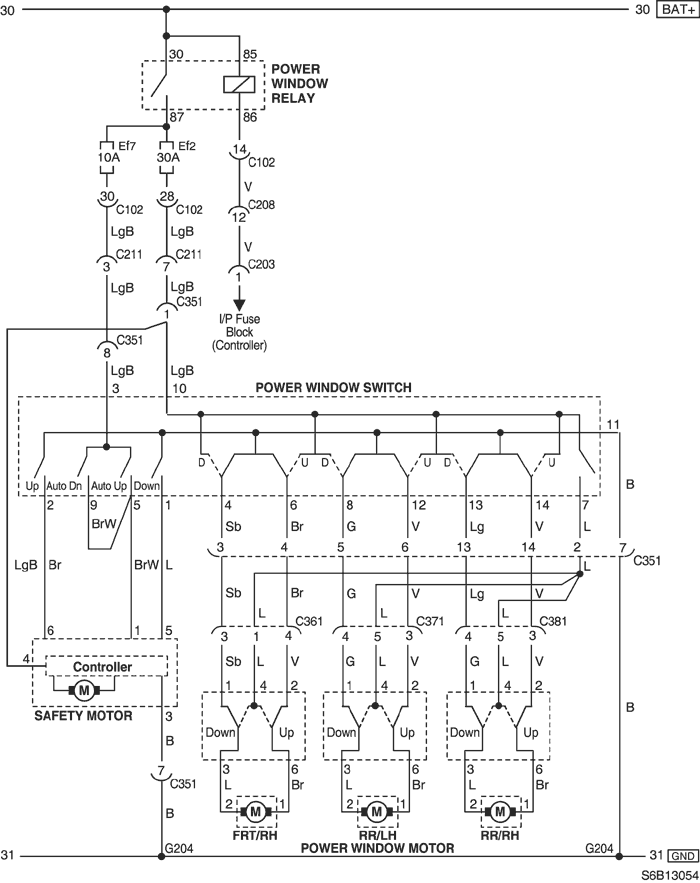 30 30 BAT+
30 85
POWER
WINDOW
RELAY
87 86
Ef7 Ef2
10A 30A
14
C102
30 28
C102 C102
V
C208
12
LgB LgB
C211 C211
3 7
V
C203
1
LgB LgB
C351
1
I/P Fuse
Block
(Controller)
C351
8
LgB LgB
3 10
POWER WINDOW SWITCH
11
D U D U D U
Up Auto Dn Auto Up Down
2 9 5 1 4 6 8 12 13 14 7
B
BrW
Sb Br G V Lg V L
3 4 5 6 13 14 2 7
C351
LgB Br BrW L
L
Sb Br G V Lg V
L L L
C361 C371 C381
6 1 5
3 1 4 4 5 3 4 5 3
4
Controller
M
Sb L V G L V G L V
1 4 2 1 4 2 1 4 2
SAFETY MOTOR
3
B
B
Down Up Down Up Down Up
3 6 3 6 3 6
7
C351
L Br L Br L Br
B
2 M 1 2 M 1 2 M 1
FRT/RH RR/LH RR/RH
G204 POWER WINDOW MOTOR G204
31 31 GND
S6B13054